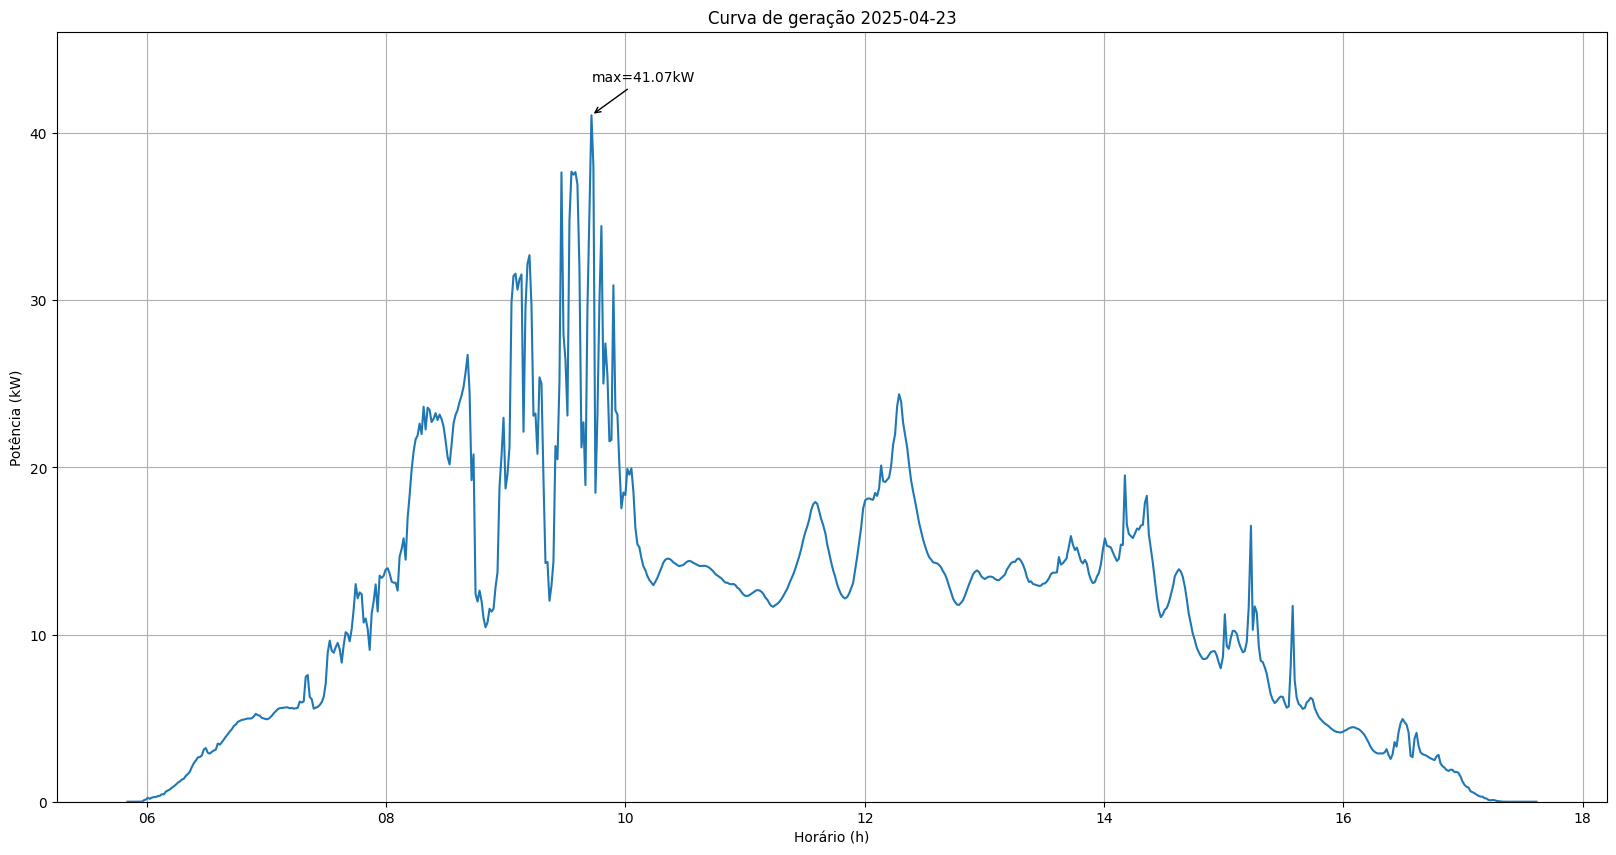 Curva de geração 2025-04-23
max=41.07kW
Potência (kW)
40
30
20
10
0
06 08 10 12 14 16 18
Horário (h)